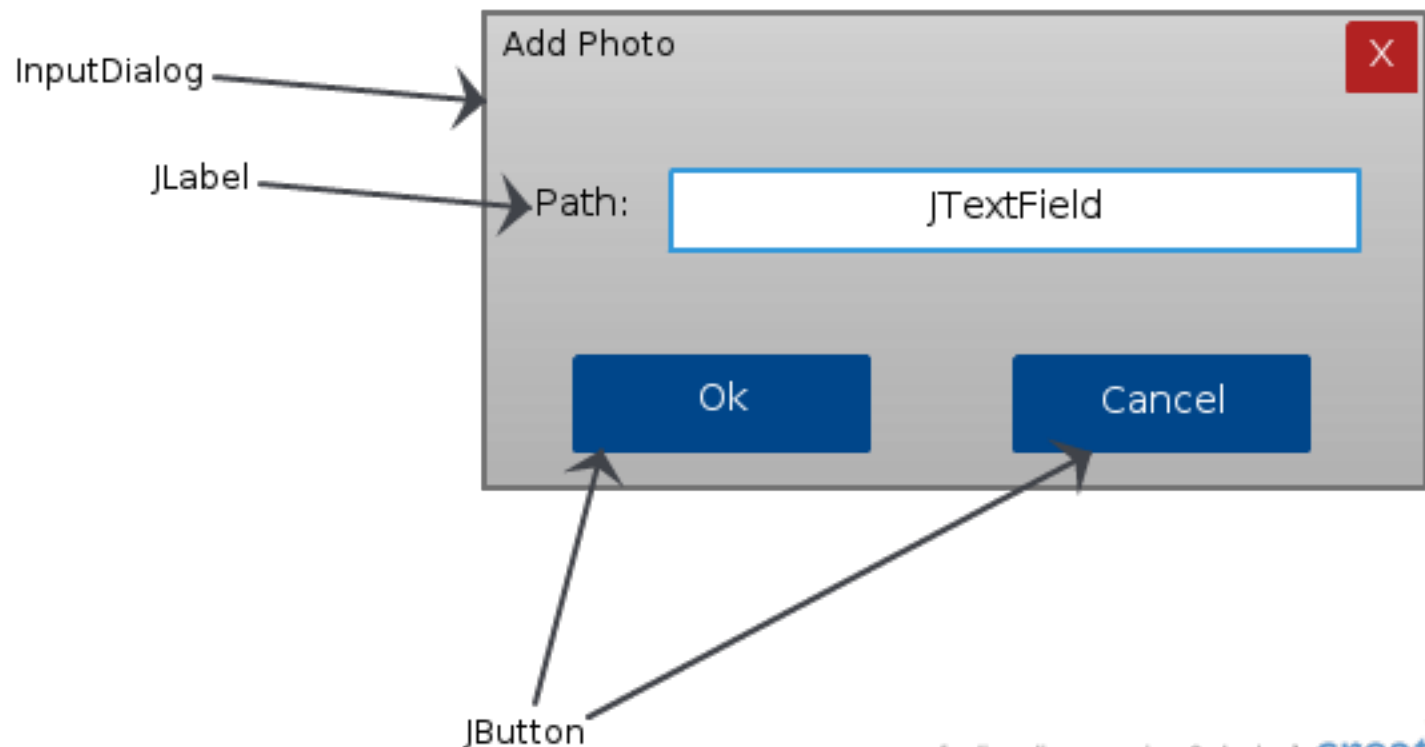 Add Photo
X
InputDialog
JLabel
Path:
JTextField
Ok
Cancel
JButton